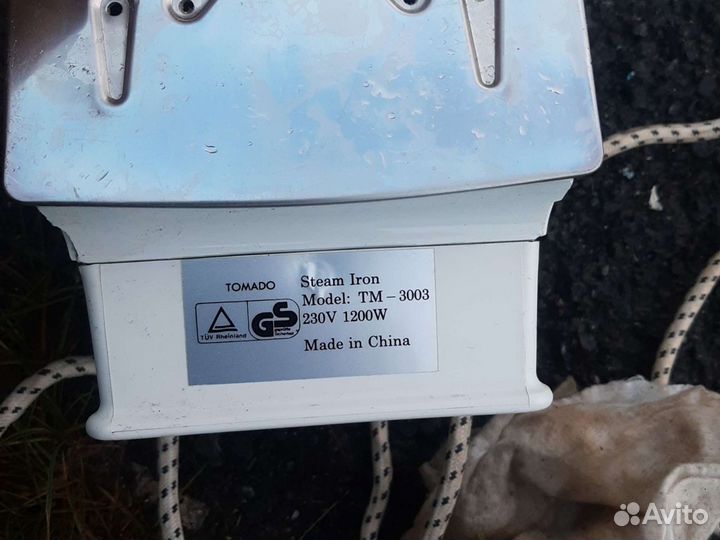 TOMADO
Steam Iron
Model: TM-3003
230V 1200W
Made in China
TÜV Rheinland
GS
Avito